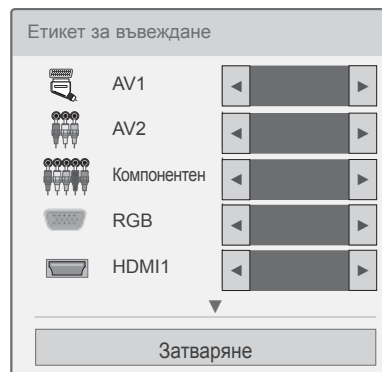 Етикет за въвеждане
AV1
AV2
Компонентен
RGB
HDMI1
Затваряне